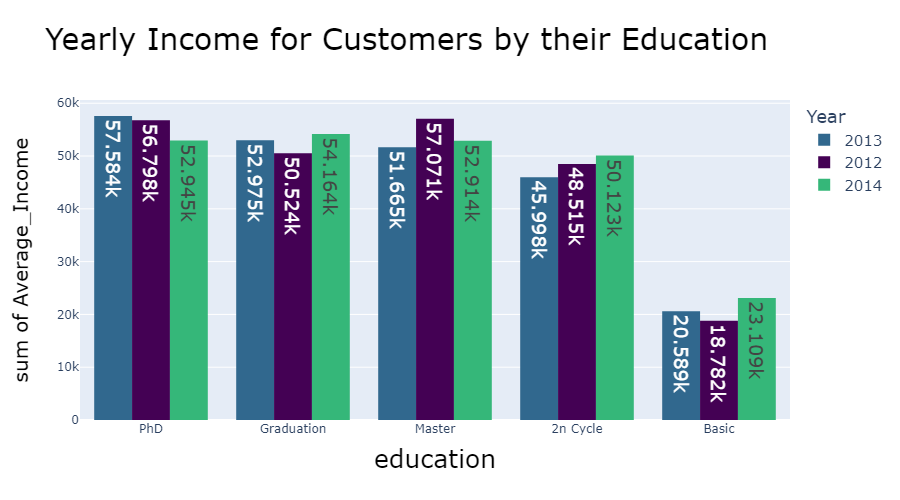 Yearly Income for Customers by their Education
sum of Average_Income
60k
50k
40k
30k
20k
10k
0
57.584k
56.798k
52.945k
52.975k
50.524k
54.164k
51.665k
57.071k
52.914k
45.998k
48.515k
50.123k
20.589k
18.782k
23.109k
PhD
Graduation
Master
2n Cycle
Basic
education
Year
2013
2012
2014